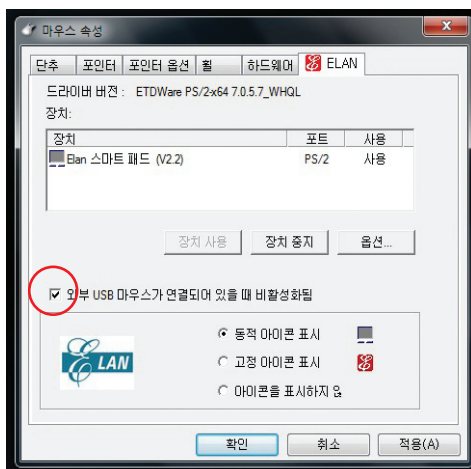 마우스 속성
단추 포인터 포인터 옵션 휠 하드웨어 ELAN
드라이버 버전 : ETDWare PS/2-x64 7.0.5.7_WHQL
장치:
장치 포트 사용
Elan 스마트 패드 (V2.2) PS/2 사용
장치 사용 장치 중지 옵션...
외부 USB 마우스가 연결되어 있을 때 비활성화됨
동적 아이콘 표시
ELAN 고정 아이콘 표시
아이콘을 표시하지 않
확인 취소 적용(A)